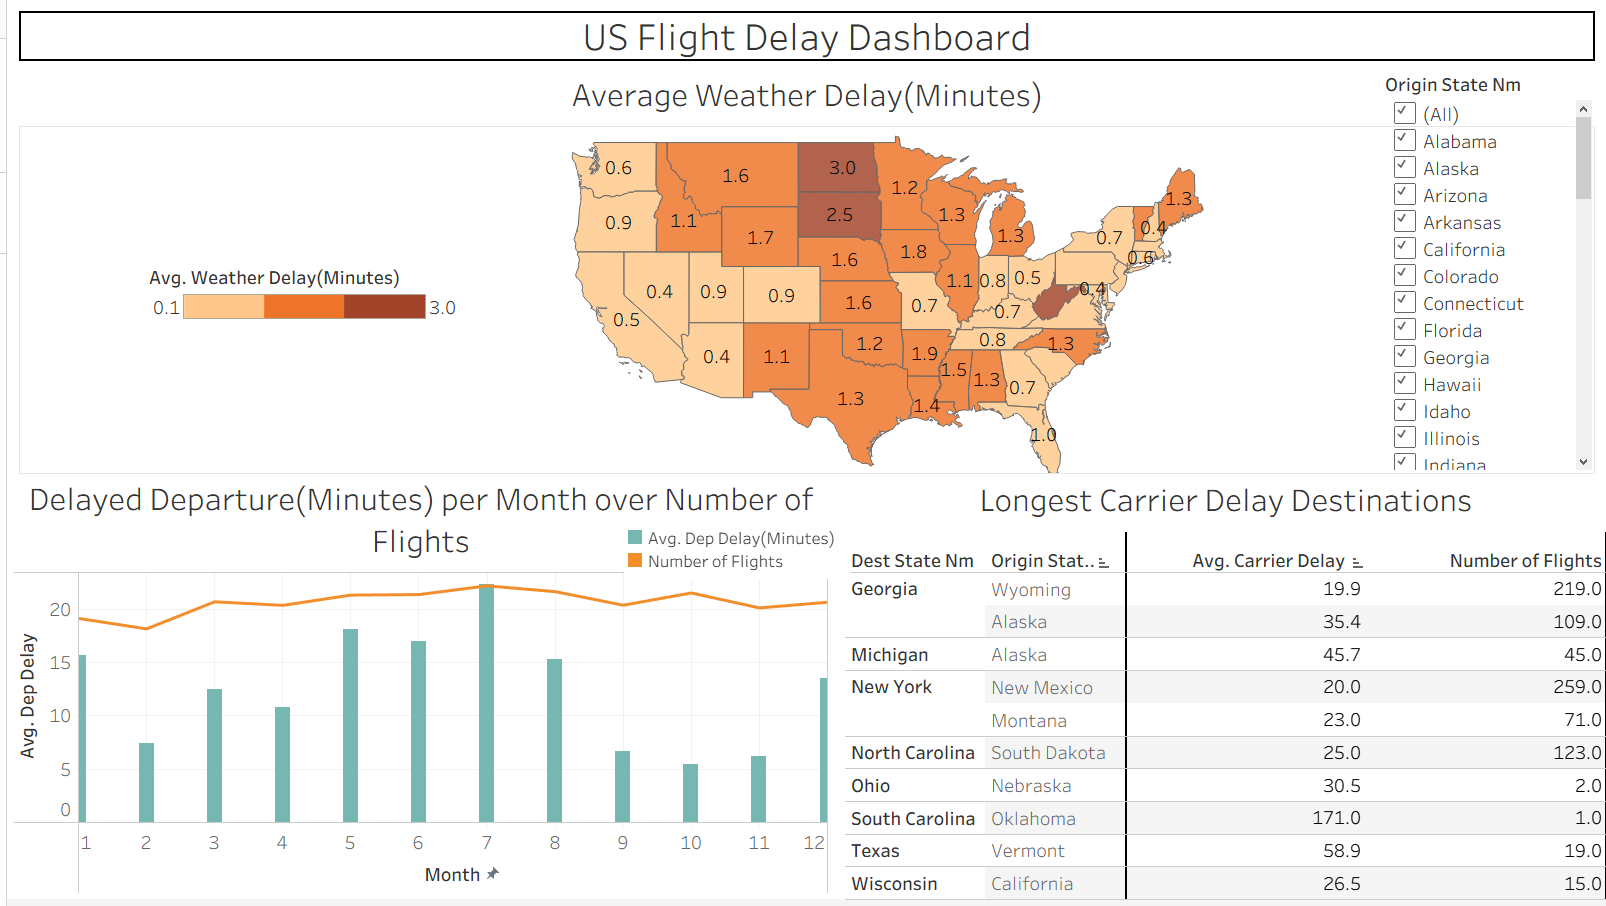 US Flight Delay Dashboard
Average Weather Delay(Minutes)
Origin State Nm
(All)
Alabama
Alaska
Arizona
Arkansas
California
Colorado
Connecticut
Florida
Georgia
Hawaii
Idaho
Illinois
Indiana
Avg. Weather Delay(Minutes)
0.1 3.0
0.6 1.6 3.0 1.2
0.9 1.1 1.7 2.5 1.3 1.3 1.3
1.6 1.8 0.7 0.4 0.6
0.5 0.4 0.9 0.9 1.6 0.7 1.1 0.8 0.5 0.4
0.7
0.4 1.1 1.2 1.9 0.8 1.3
1.3 1.4 1.5 1.3 0.7
1.0
Delayed Departure(Minutes) per Month over Number of
Flights
Avg. Dep Delay(Minutes)
Number of Flights
Avg. Dep Delay
20
15
10
5
0
1 2 3 4 5 6 7 8 9 10 11 12
Month
Longest Carrier Delay Destinations
Dest State Nm Origin Stat.. Avg. Carrier Delay Number of Flights
Georgia Wyoming 19.9 219.0
Alaska 35.4 109.0
Michigan Alaska 45.7 45.0
New York New Mexico 20.0 259.0
Montana 23.0 71.0
North Carolina South Dakota 25.0 123.0
Ohio Nebraska 30.5 2.0
South Carolina Oklahoma 171.0 1.0
Texas Vermont 58.9 19.0
Wisconsin California 26.5 15.0